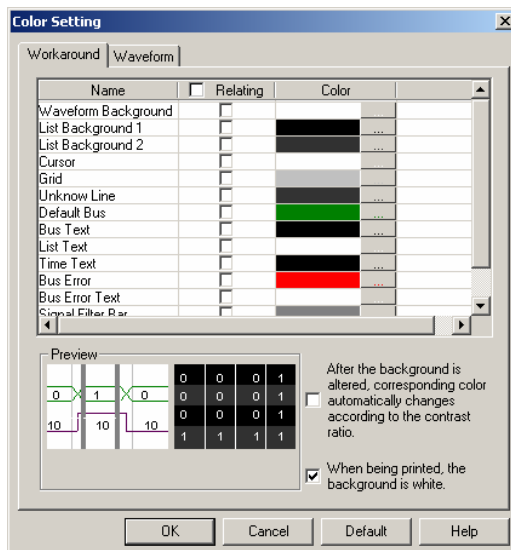 Color Setting
Workaround Waveform
Name Relating Color
Waveform Background ...
List Background 1 ...
List Background 2 ...
Cursor ...
Grid ...
Unknow Line ...
Default Bus ...
Bus Text ...
List Text ...
Time Text ...
Bus Error ...
Bus Error Text ...
Signal Filter Bar
Preview
0 1 0
10 10 10
0 0 0 1
0 0 0 1
0 0 0 1
1 1 1 1
After the background is
altered, corresponding color
automatically changes
according to the contrast
ratio.
When being printed, the
background is white.
OK Cancel Default Help